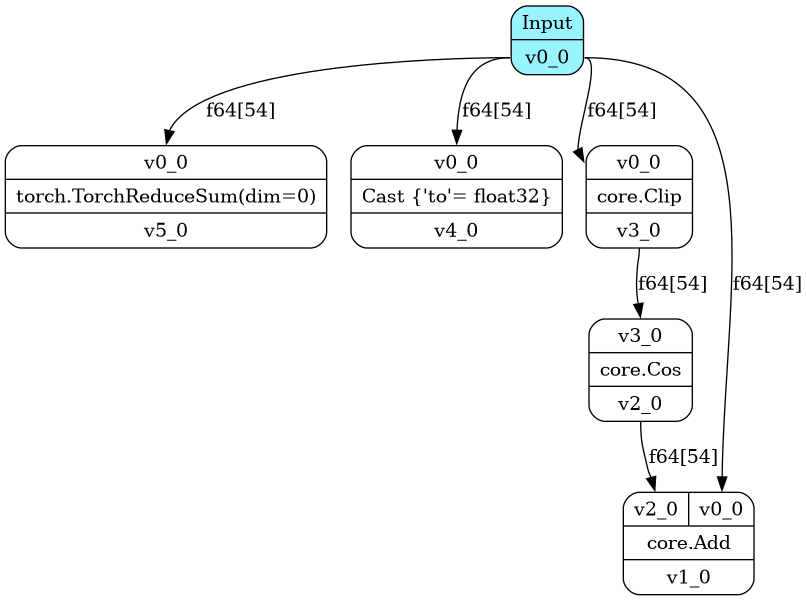 Input
v0_0
f64[54]
f64[54]
f64[54]
v0_0
torch.TorchReduceSum(dim=0)
v5_0
v0_0
Cast {'to'= float32}
v4_0
v0_0
core.Clip
v3_0
f64[54]
f64[54]
v3_0
core.Cos
v2_0
f64[54]
v2_0 v0_0
core.Add
v1_0